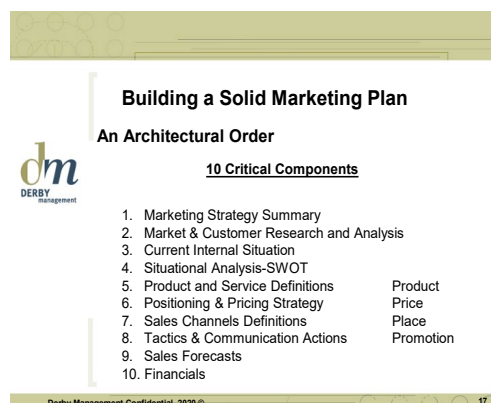 Building a Solid Marketing Plan
An Architectural Order
10 Critical Components
dm
DERBY
management
1. Marketing Strategy Summary
2. Market & Customer Research and Analysis
3. Current Internal Situation
4. Situational Analysis-SWOT
5. Product and Service Definitions Product
6. Positioning & Pricing Strategy Price
7. Sales Channels Definitions Place
8. Tactics & Communication Actions Promotion
9. Sales Forecasts
10. Financials
Derby Management Confidential 2020 © 17